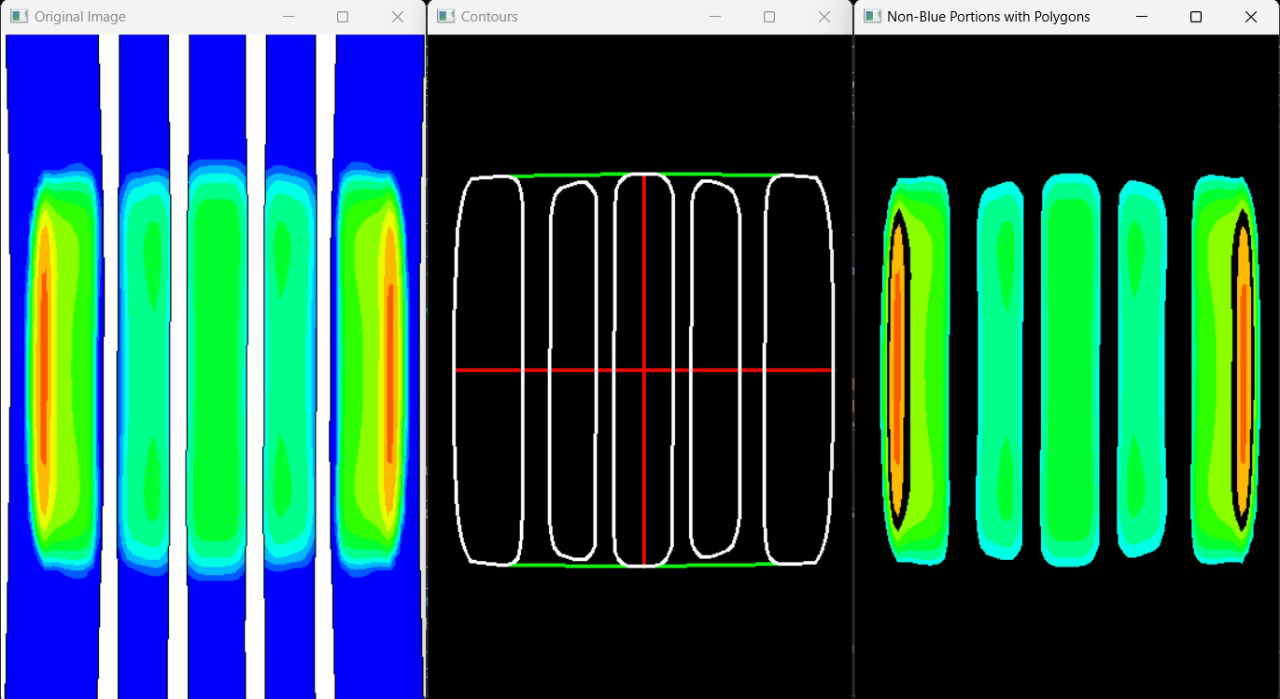 Original Image
Contours
Non-Blue Portions with Polygons